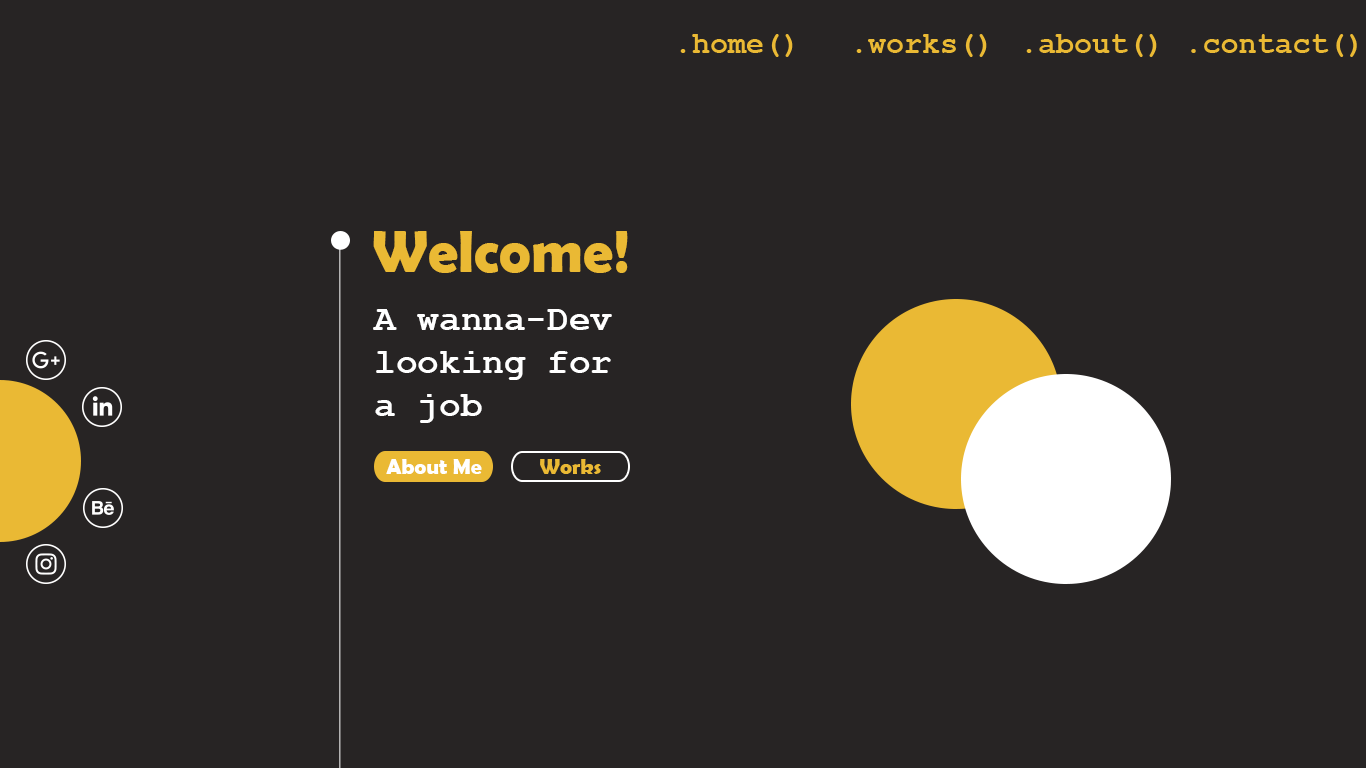 .home() .works() .about() .contact()
Welcome!
A wanna-Dev
looking for
a job
About Me Works
G+
in
Bē